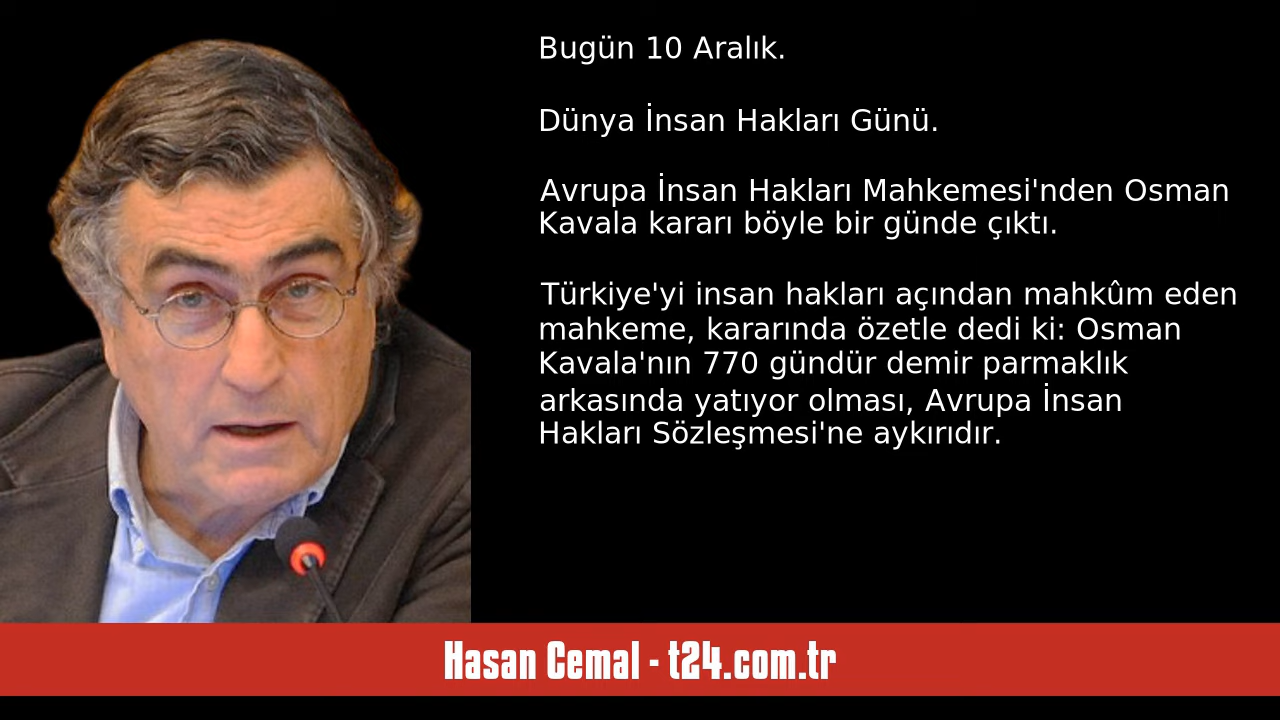 Bugün 10 Aralık.
Dünya İnsan Hakları Günü.
Avrupa İnsan Hakları Mahkemesi'nden Osman
Kavala kararı böyle bir günde çıktı.
Türkiye'yi insan hakları açından mahkûm eden
mahkeme, kararında özetle dedi ki: Osman
Kavala'nın 770 gündür demir parmaklık
arkasında yatıyor olması, Avrupa İnsan
Hakları Sözleşmesi'ne aykırıdır.
Hasan Cemal - t24.com.tr